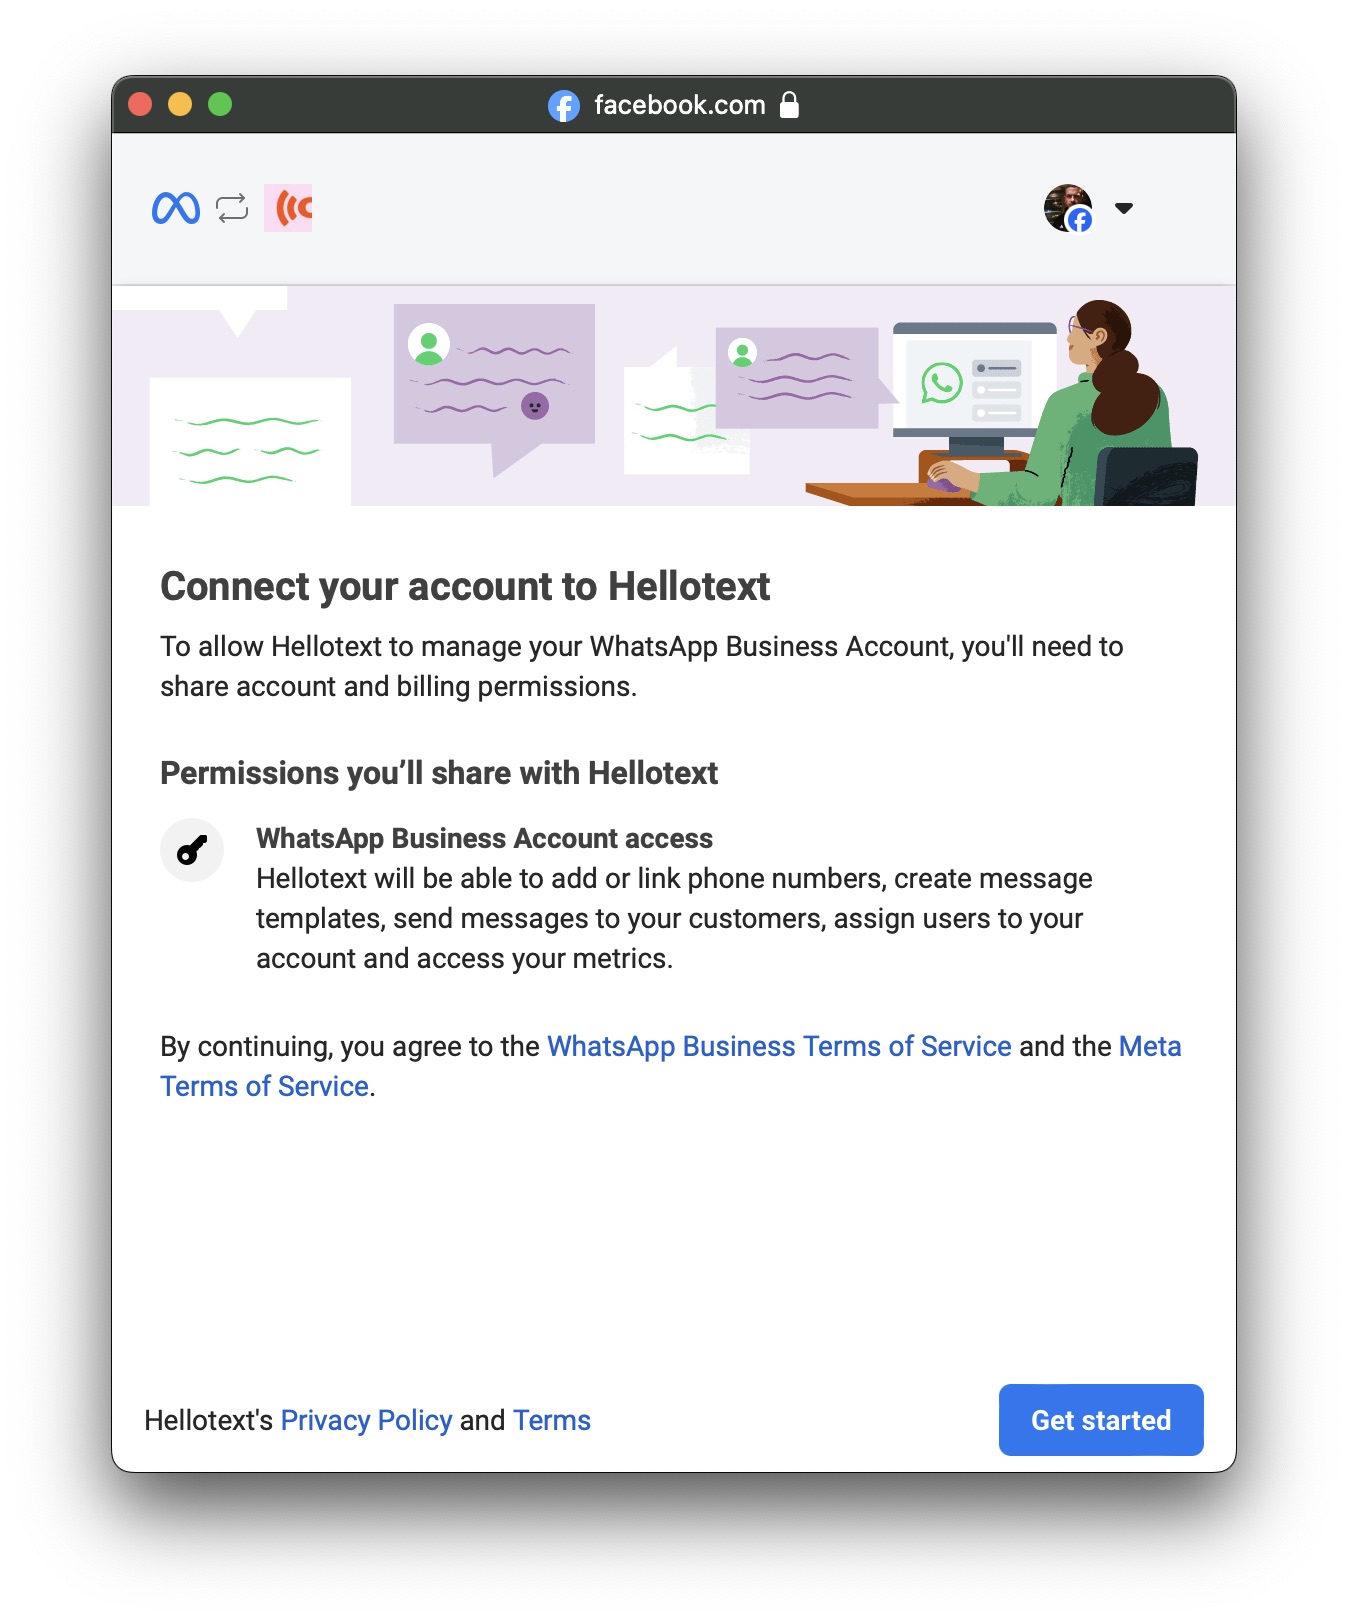 facebook.com
Connect your account to Hellotext
To allow Hellotext to manage your WhatsApp Business Account, you'll need to
share account and billing permissions.
Permissions you’ll share with Hellotext
WhatsApp Business Account access
Hellotext will be able to add or link phone numbers, create message
templates, send messages to your customers, assign users to your
account and access your metrics.
By continuing, you agree to the WhatsApp Business Terms of Service and the Meta
Terms of Service.
Hellotext's Privacy Policy and Terms
Get started